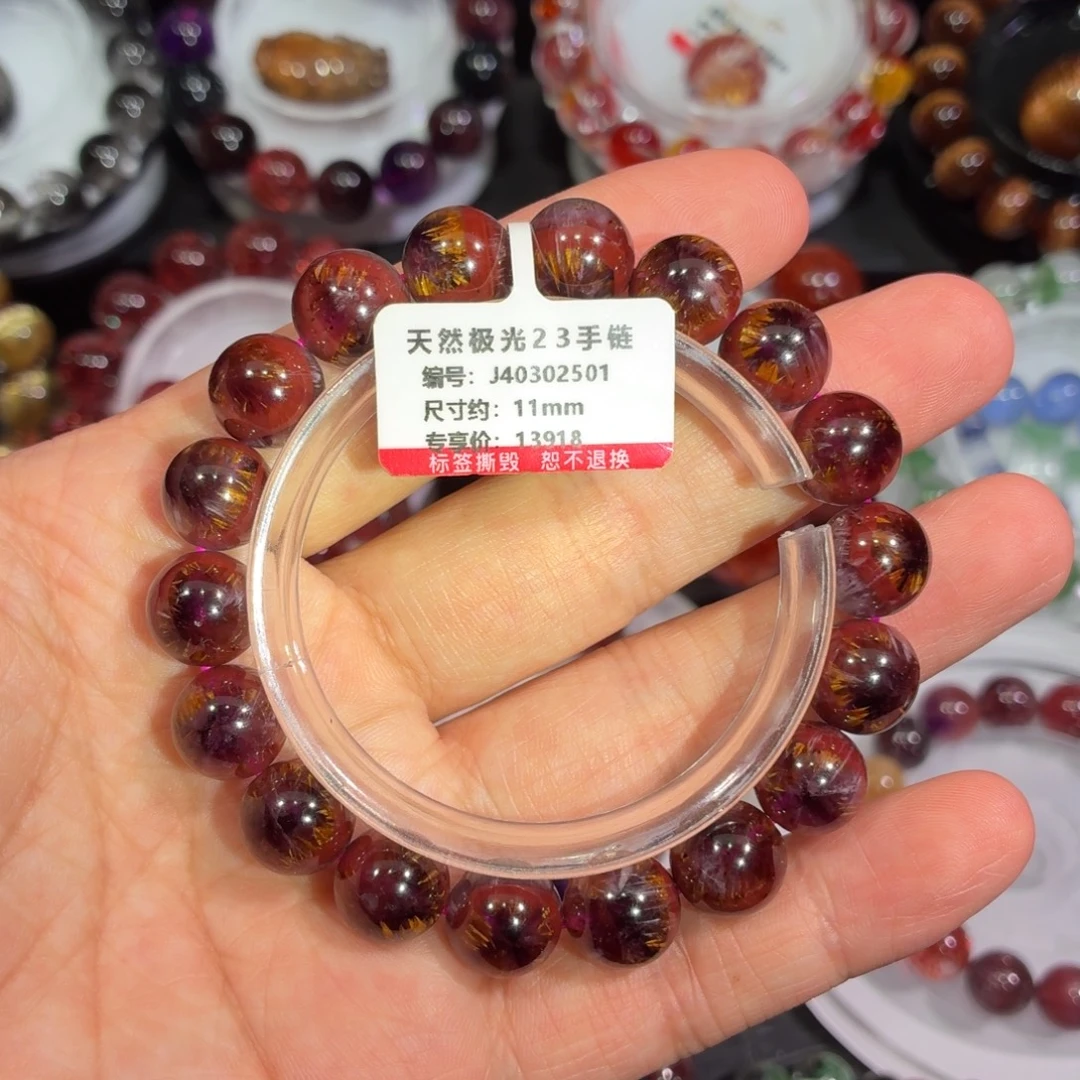 天然极光23手链
编号：J40302501
尺寸约：11mm
专享价：13918
标签撕毁 恕不退换